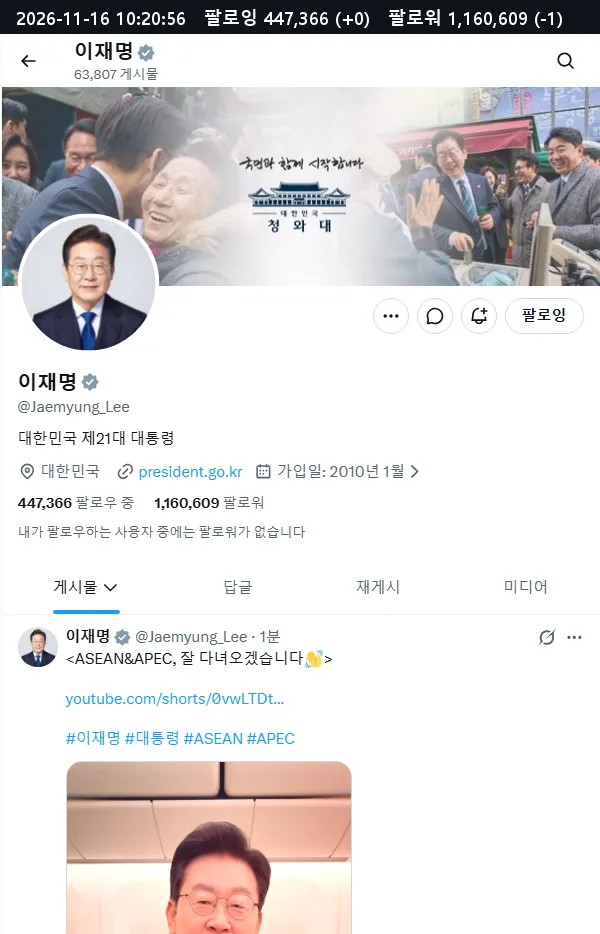 2026-11-16 10:20:56 팔로잉 447,366 (+0) 팔로워 1,160,609 (-1)
이재명
63,807 게시물
국민과 함께 시작합니다
대한민국
청와대
팔로잉
이재명
@Jaemyung_Lee
대한민국 제21대 대통령
대한민국 president.go.kr 가입일: 2010년 1월
447,366 팔로우 중 1,160,609 팔로워
내가 팔로우하는 사용자 중에는 팔로워가 없습니다
게시물 답글 재게시 미디어
이재명 @Jaemyung_Lee · 1분
<ASEAN&APEC, 잘 다녀오겠습니다👋>
youtube.com/shorts/0vwLTDt…
#이재명 #대통령 #ASEAN #APEC